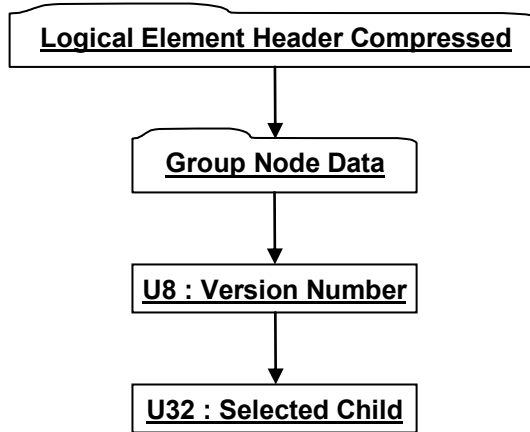 Logical Element Header Compressed
Group Node Data
U8 : Version Number
U32 : Selected Child